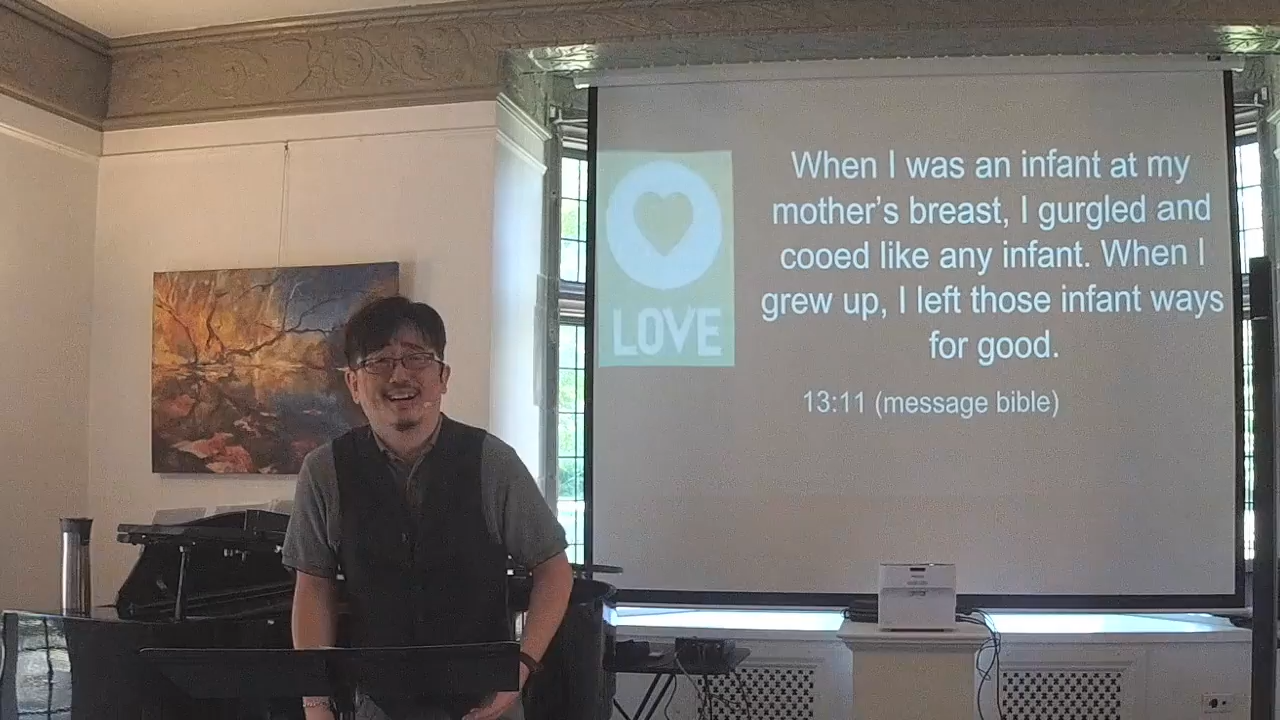 LOVE
When I was an infant at my
mother's breast, I gurgled and
cooed like any infant. When I
grew up, I left those infant ways
for good.
13:11 (message bible)